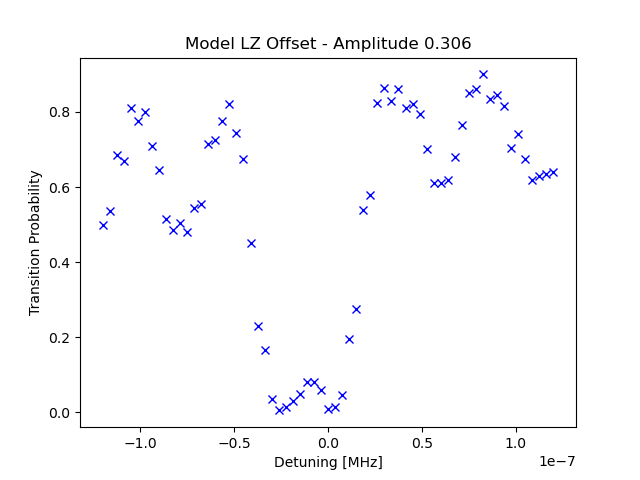 Model LZ Offset - Amplitude 0.306
Transition Probability
0.8
0.6
0.4
0.2
0.0
−1.0 −0.5 0.0 0.5 1.0
1e−7
Detuning [MHz]